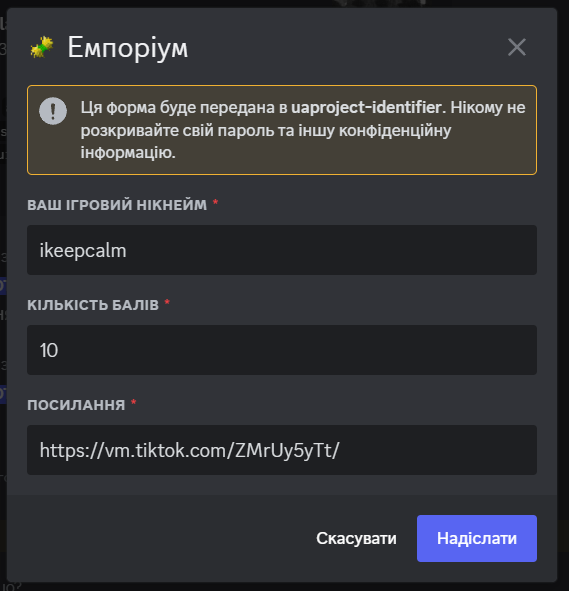 Емпоріум
Ця форма буде передана в uaproject-identifier. Нікому не
розкривайте свій пароль та іншу конфіденційну
інформацію.
ВАШ ІГРОВИЙ НІКНЕЙМ *
ikeepcalm
КІЛЬКІСТЬ БАЛІВ *
10
ПОСИЛАННЯ *
https://vm.tiktok.com/ZMrUy5yTt/
Скасувати Надіслати